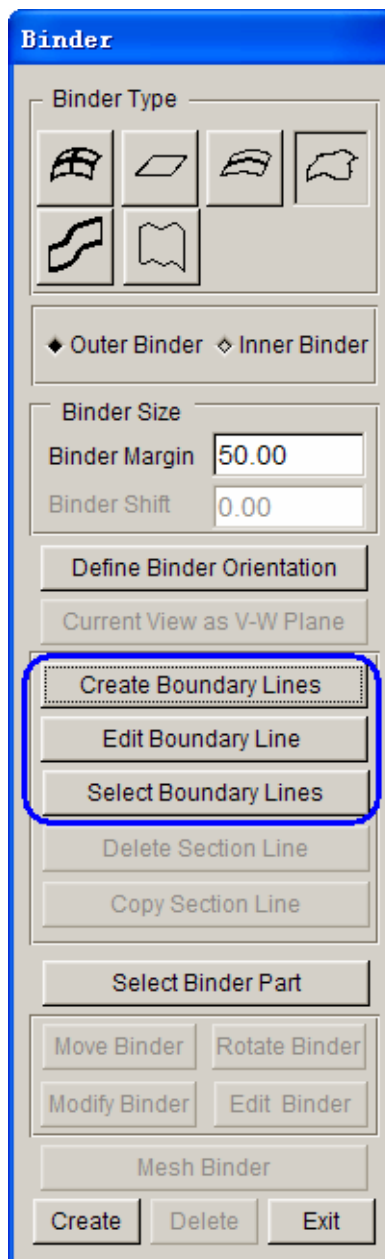 Binder
Binder Type
Outer Binder Inner Binder
Binder Size
Binder Margin 50.00
Binder Shift 0.00
Define Binder Orientation
Current View as V-W Plane
Create Boundary Lines
Edit Boundary Line
Select Boundary Lines
Delete Section Line
Copy Section Line
Select Binder Part
Move Binder Rotate Binder
Modify Binder Edit Binder
Mesh Binder
Create Delete Exit